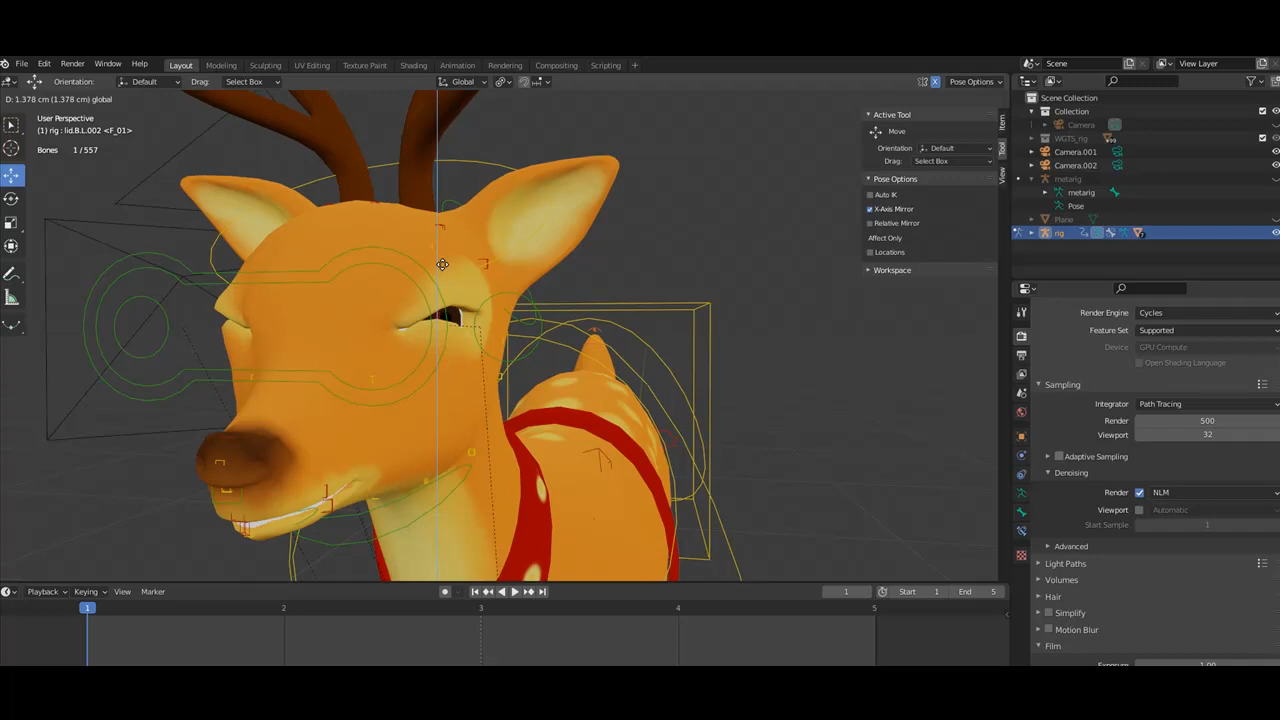 File Edit Render Window Help Layout Modeling Sculpting UV Editing Texture Paint Shading Animation Rendering Compositing Scripting + Scene View Layer
Orientation: Default Drag: Select Box Global Pose Options
D: 1.378 cm (1.378 cm) global
User Perspective
(1) rig : lid.B.L.002 <F_01>
Bones 1 / 557
Active Tool
Move
Orientation Default
Drag: Select Box
Pose Options
Auto IK
X-Axis Mirror
Relative Mirror
Affect Only
Locations
Workspace
Item
Tool
View
Scene Collection
Collection
Camera
WGTS_rig
Camera.001
Camera.002
metarig
metarig
Pose
Plane
rig
Render Engine Cycles
Feature Set Supported
Device GPU Compute
Open Shading Language
Sampling
Integrator Path Tracing
Render 500
Viewport 32
Adaptive Sampling
Denoising
Render NLM
Viewport Automatic
Start Sample 1
Advanced
Light Paths
Volumes
Hair
Simplify
Motion Blur
Film
Playback Keying View Marker 1 Start 1 End 5
1 2 3 4 5